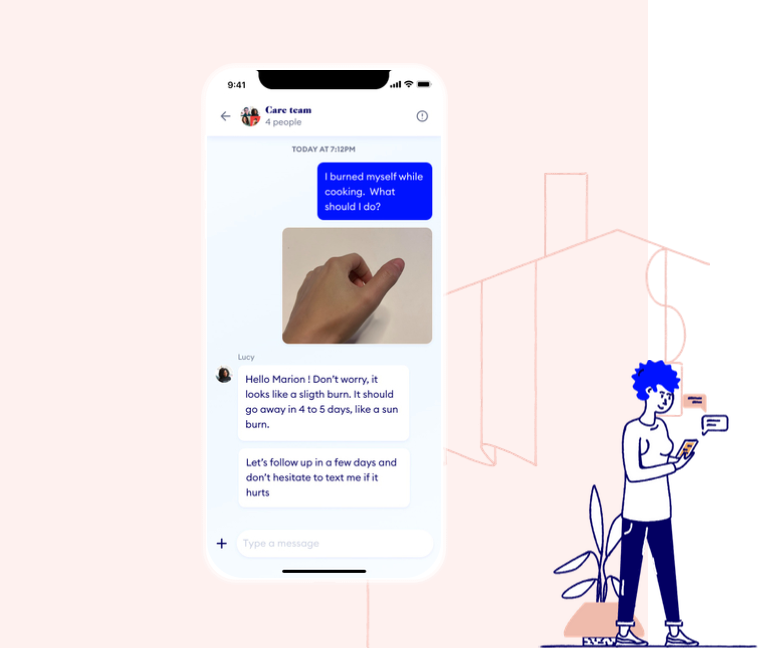 9:41
Care team
4 people
TODAY AT 7:12PM
I burned myself while
cooking.  What
should I do?
Lucy
Hello Marion ! Don't worry, it
looks like a sligth burn. It should
go away in 4 to 5 days, like a sun
burn.
Let's follow up in a few days and
don't hesitate to text me if it
hurts
Type a message